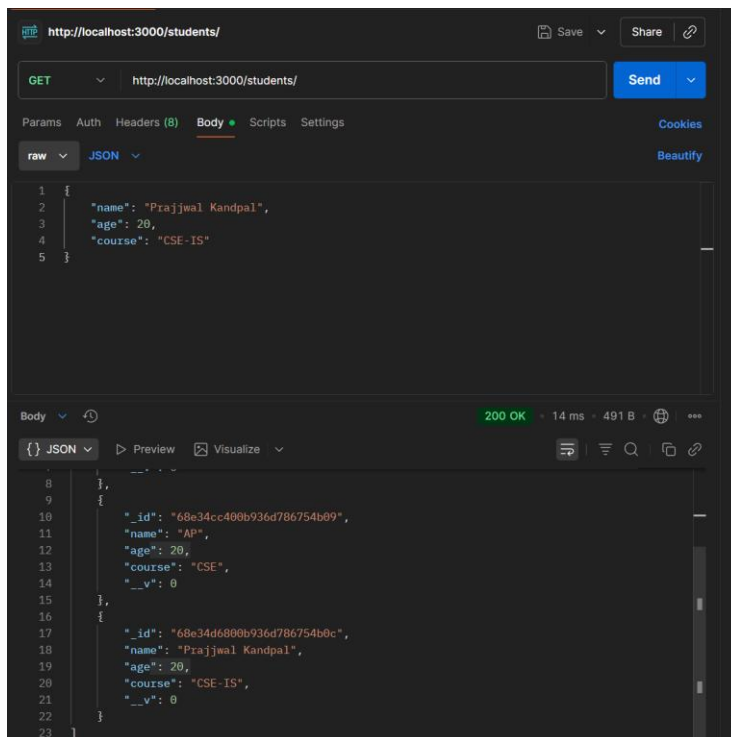 HTTP http://localhost:3000/students/ Save Share
GET http://localhost:3000/students/ Send
Params Auth Headers (8) Body Scripts Settings Cookies
raw JSON Beautify
1 {
2 "name": "Prajjwal Kandpal",
3 "age": 20,
4 "course": "CSE-IS"
5 }
Body 200 OK 14 ms 491 B
{} JSON Preview Visualize
8 },
9 {
10 "_id": "68e34cc400b936d786754b09",
11 "name": "AP",
12 "age": 20,
13 "course": "CSE",
14 "__v": 0
15 },
16 {
17 "_id": "68e34d6800b936d786754b0c",
18 "name": "Prajjwal Kandpal",
19 "age": 20,
20 "course": "CSE-IS",
21 "__v": 0
22 }
23 ]